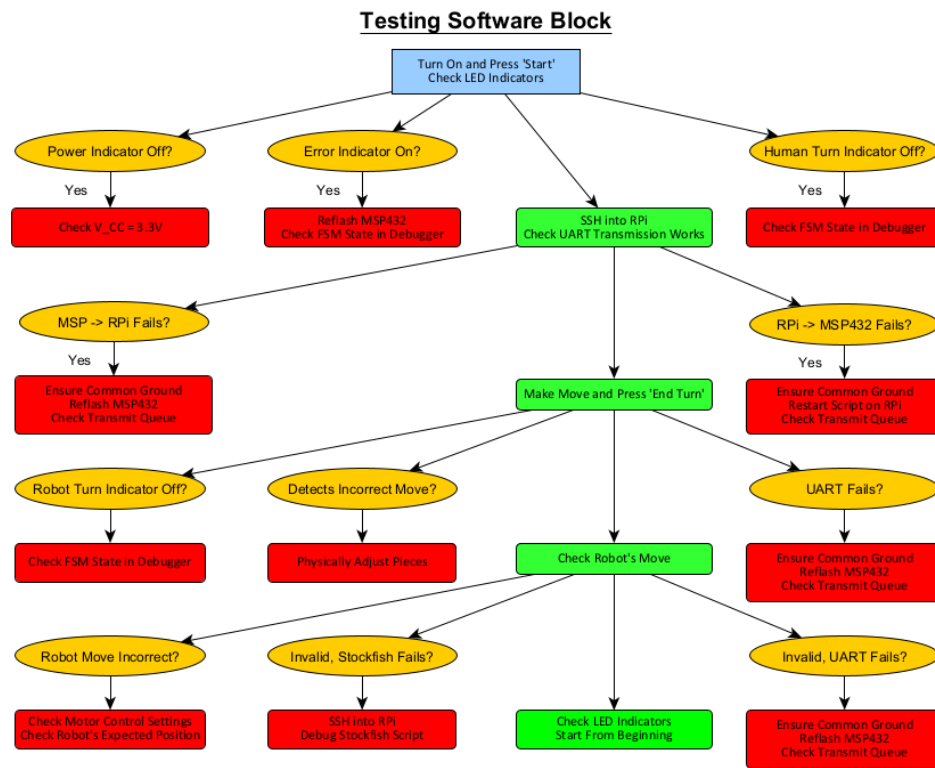 Testing Software Block
Turn On and Press 'Start'
Check LED Indicators
Power Indicator Off?
Error Indicator On?
Human Turn Indicator Off?
Yes
Yes
Yes
Check V_CC = 3.3V
Reflash MSP432
Check FSM State in Debugger
SSH into RPi
Check UART Transmission Works
Check FSM State in Debugger
MSP -> RPi Fails?
RPi -> MSP432 Fails?
Yes
Yes
Ensure Common Ground
Reflash MSP432
Check Transmit Queue
Make Move and Press 'End Turn'
Ensure Common Ground
Restart Script on RPi
Check Transmit Queue
Robot Turn Indicator Off?
Detects Incorrect Move?
UART Fails?
Check FSM State in Debugger
Physically Adjust Pieces
Check Robot's Move
Ensure Common Ground
Reflash MSP432
Check Transmit Queue
Robot Move Incorrect?
Invalid, Stockfish Fails?
Invalid, UART Fails?
Check Motor Control Settings
Check Robot's Expected Position
SSH into RPi
Debug Stockfish Script
Check LED Indicators
Start From Beginning
Ensure Common Ground
Reflash MSP432
Check Transmit Queue